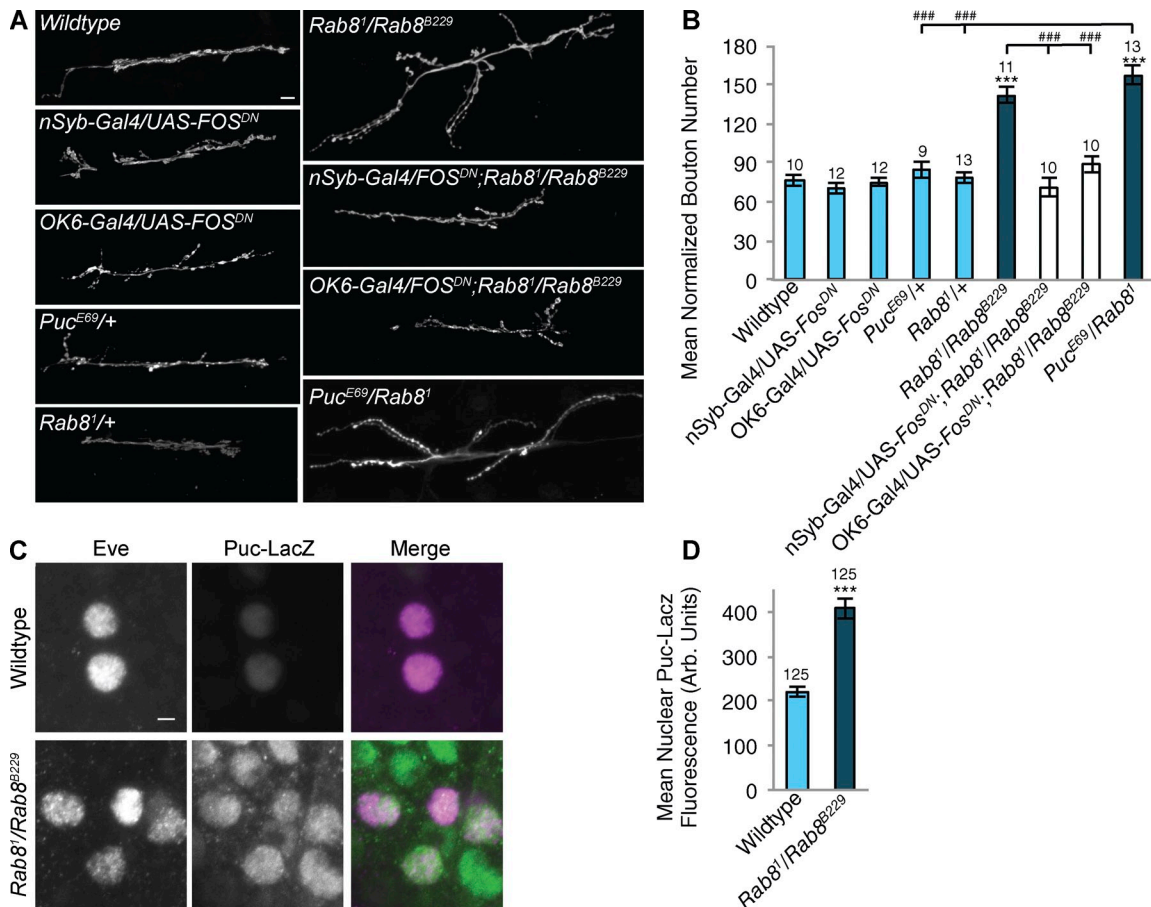 A
Wildtype
nSyb-Gal4/UAS-FOS^DN
OK6-Gal4/UAS-FOS^DN
Puc^E69/+
Rab8^1/+
Rab8^1/Rab8^B229
nSyb-Gal4/FOS^DN;Rab8^1/Rab8^B229
OK6-Gal4/FOS^DN;Rab8^1/Rab8^B229
Puc^E69/Rab8^1
B
Mean Normalized Bouton Number
180
150
120
90
60
30
0
### ###
### ###
10
12
12
9
13
11
***
10
10
13
***
Wildtype
nSyb-Gal4/UAS-Fos^DN
OK6-Gal4/UAS-Fos^DN
Puc^E69/+
Rab8^1/+
Rab8^1/Rab8^B229
nSyb-Gal4/UAS-Fos^DN; Rab8^1/Rab8^B229
OK6-Gal4/UAS-Fos^DN; Rab8^1/Rab8^B229
Puc^E69/Rab8^1
C
Eve Puc-LacZ Merge
Wildtype
Rab8^1/Rab8^B229
D
Mean Nuclear Puc-Lacz
Fluorescence (Arb. Units)
400
300
200
100
0
125
125
***
Wildtype
Rab8^1/Rab8^B229